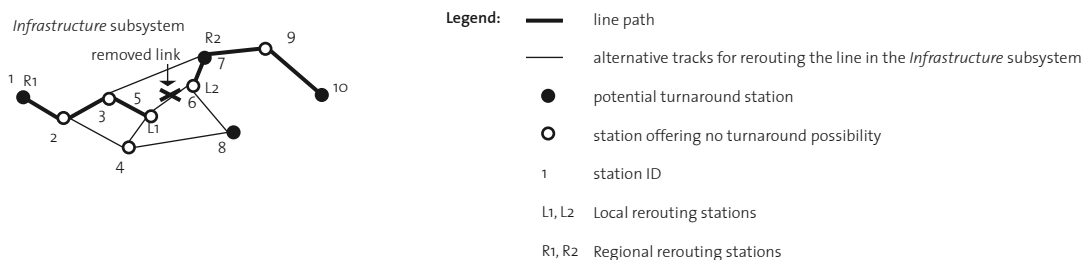 Infrastructure subsystem
removed link
R2
9
7
1 R1
10
5
L2
3
6
L1
2
8
4
Legend:
line path
alternative tracks for rerouting the line in the Infrastructure subsystem
potential turnaround station
station offering no turnaround possibility
1 station ID
L1, L2 Local rerouting stations
R1, R2 Regional rerouting stations